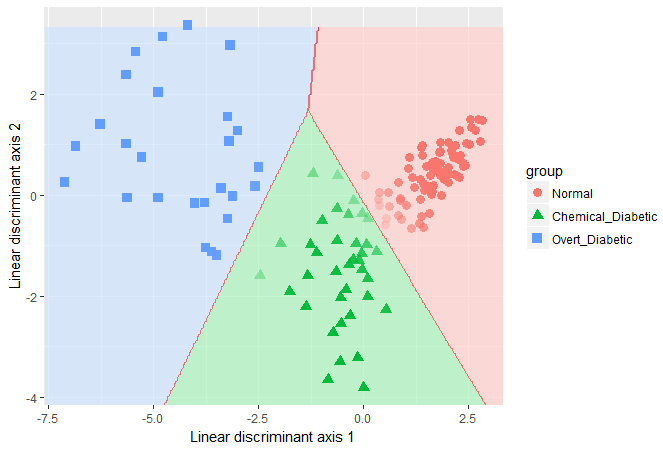 Linear discriminant axis 2
2
0
-2
-4
-7.5
-5.0
-2.5
0.0
2.5
Linear discriminant axis 1
group
Normal
Chemical_Diabetic
Overt_Diabetic